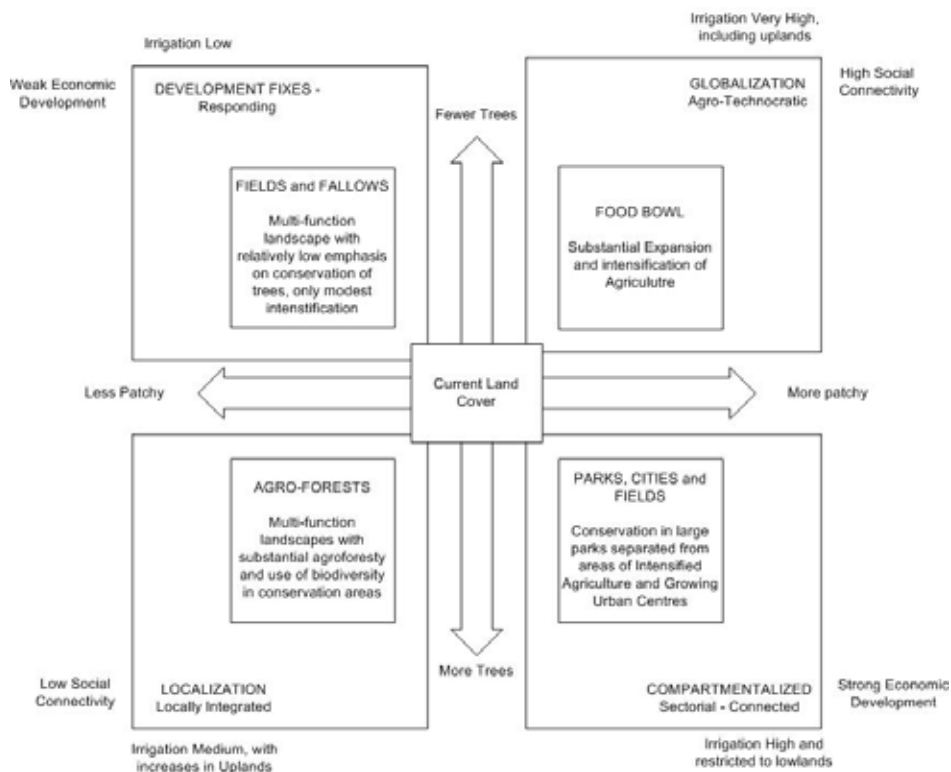 Irrigation Low
Irrigation Very High,
including uplands
Weak Economic
Development
DEVELOPMENT FIXES -
Responding
Fewer Trees
GLOBALIZATION
Agro-Technocratic
High Social
Connectivity
FIELDS and FALLOWS
Multi-function
landscape with
relatively low emphasis
on conservation of
trees, only modest
intenstification
FOOD BOWL
Substantial Expansion
and intensification of
Agriculutre
Less Patchy
Current Land
Cover
More patchy
AGRO-FORESTS
Multi-function
landscapes with
substantial agroforesty
and use of biodiversity
in conservation areas
PARKS, CITIES and
FIELDS
Conservation in large
parks separated from
areas of Intensified
Agriculture and Growing
Urban Centres
Low Social
Connectivity
LOCALIZATION
Locally Integrated
More Trees
COMPARTMENTALIZED
Sectorial - Connected
Strong Economic
Development
Irrigation Medium, with
increases in Uplands
Irrigation High and
restricted to lowlands